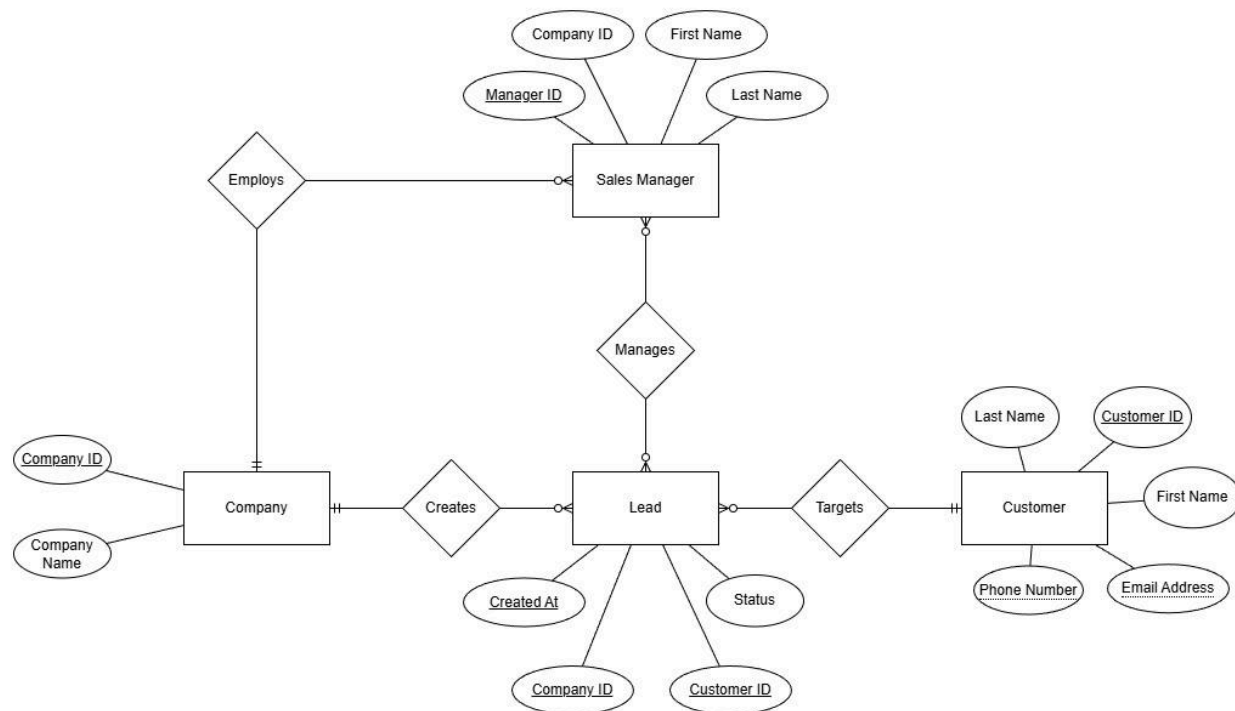 Company ID
First Name
Manager ID
Last Name
Employs
Sales Manager
Manages
Last Name
Customer ID
Company ID
First Name
Company
Creates
Lead
Targets
Customer
Company
Name
Created At
Status
Phone Number
Email Address
Company ID
Customer ID